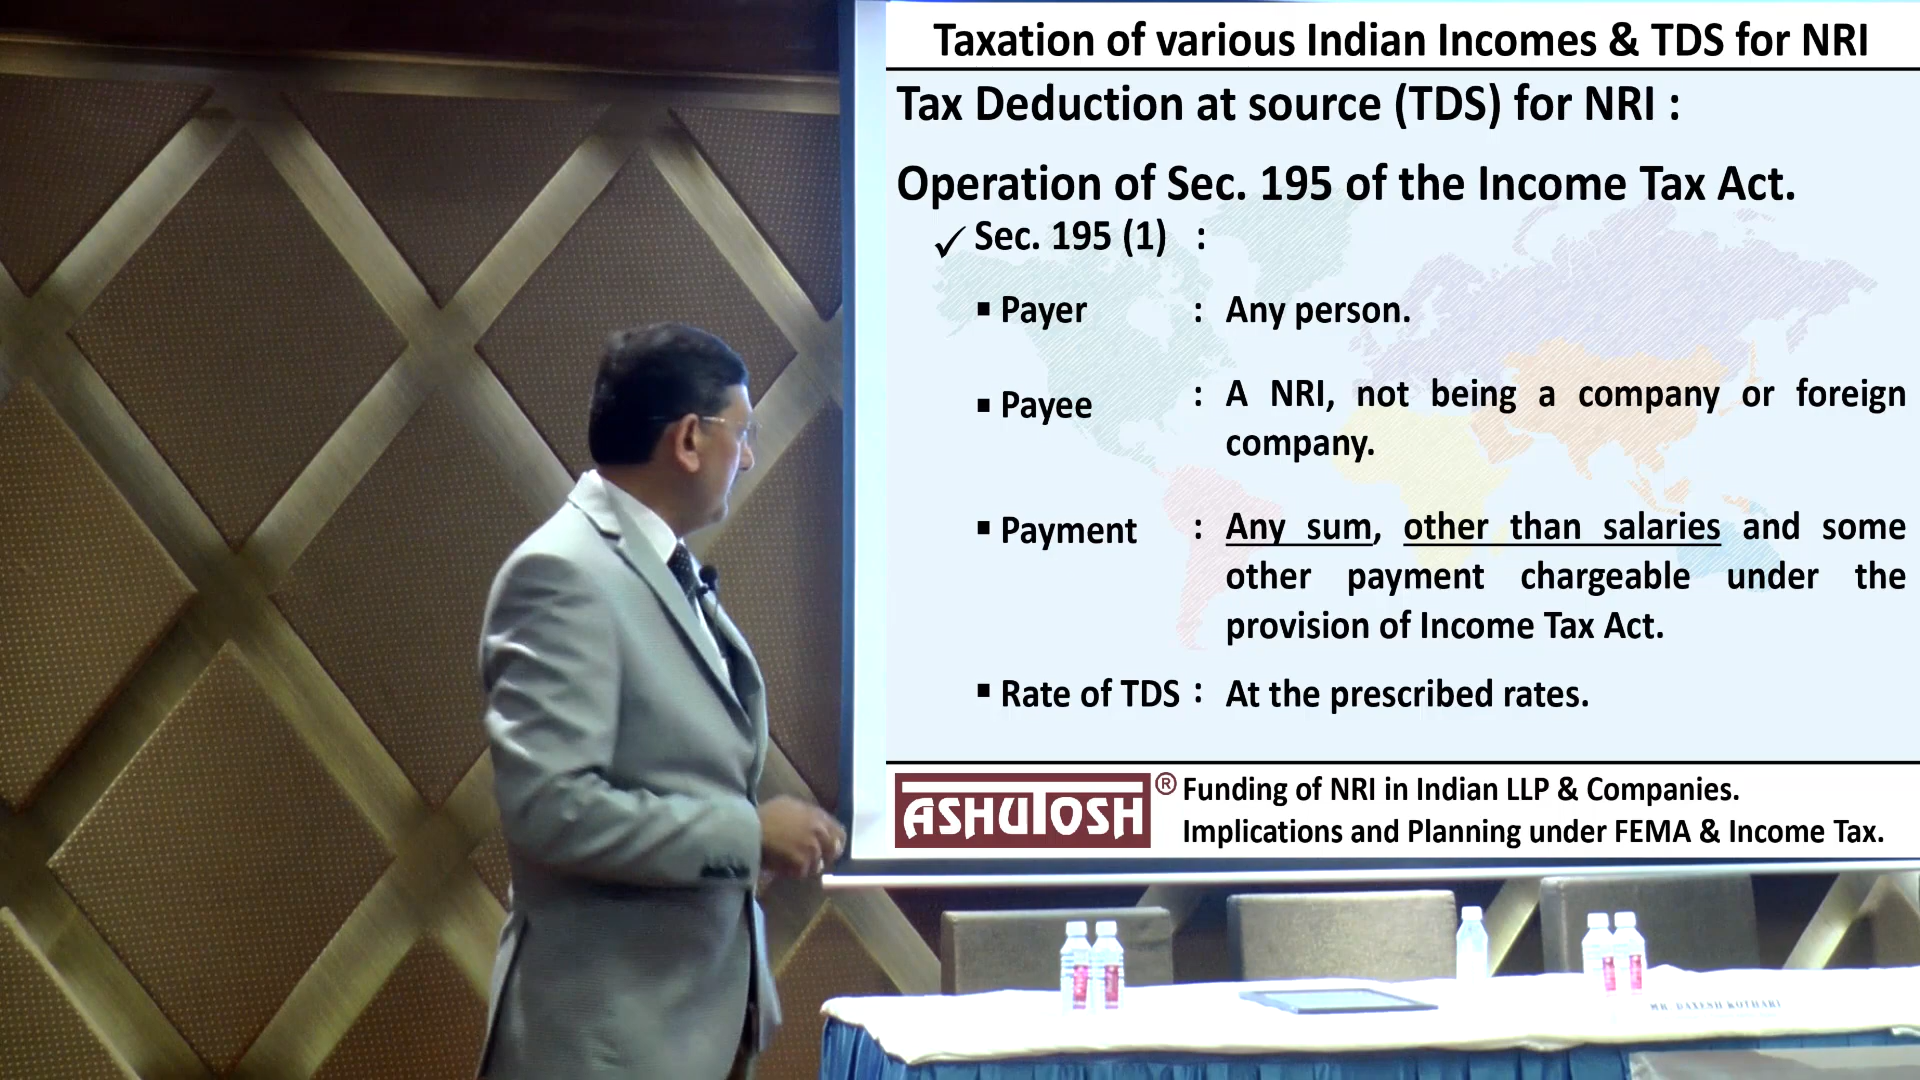 Taxation of various Indian Incomes & TDS for NRI
Tax Deduction at source (TDS) for NRI :
Operation of Sec. 195 of the Income Tax Act.
✓ Sec. 195 (1) :
▪ Payer : Any person.
▪ Payee : A NRI, not being a company or foreign
company.
▪ Payment : Any sum, other than salaries and some
other payment chargeable under the
provision of Income Tax Act.
▪ Rate of TDS : At the prescribed rates.
ASHUTOSH ®
Funding of NRI in Indian LLP & Companies.
Implications and Planning under FEMA & Income Tax.
MR. DAXESH KOTHARI